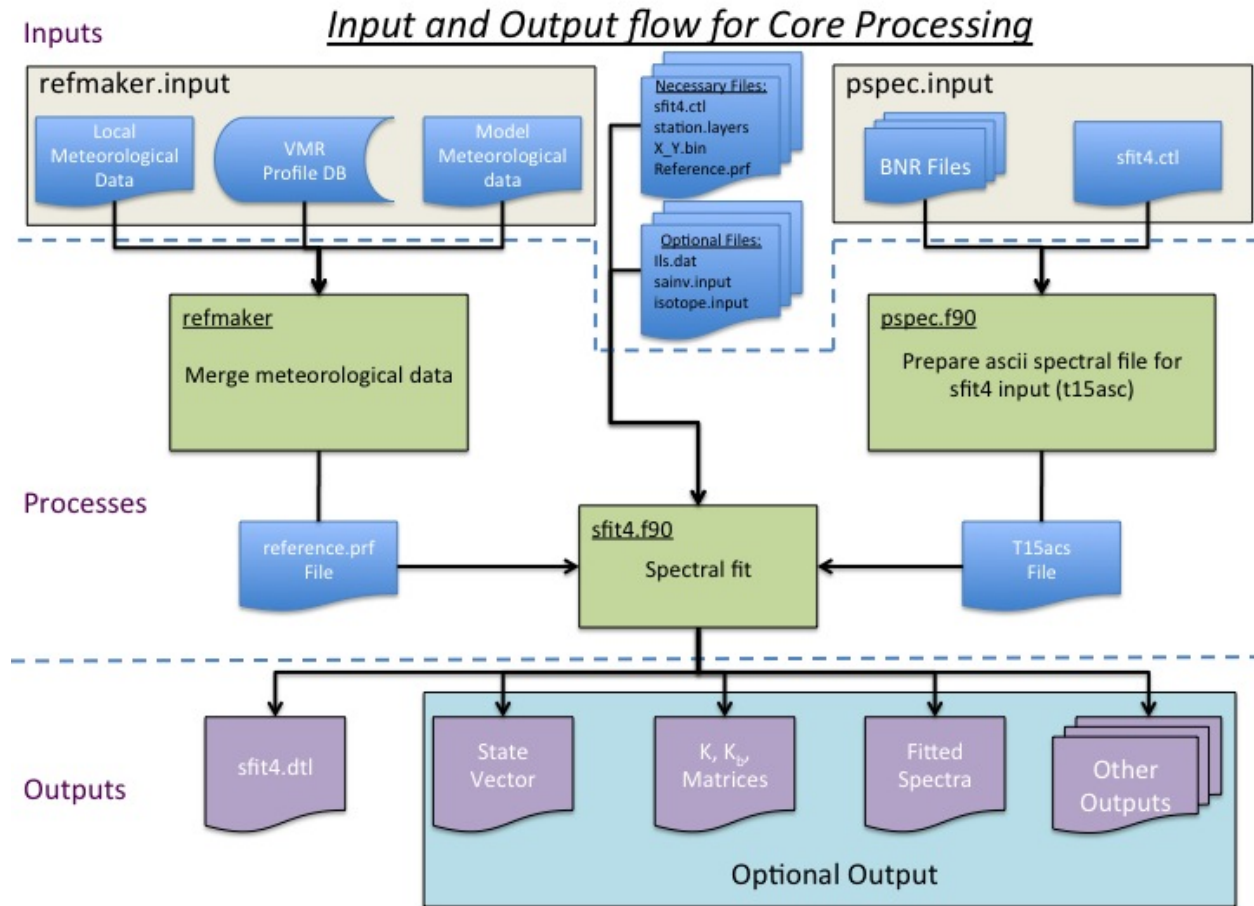 Inputs
Input and Output flow for Core Processing
refmaker.input
Local
Meteorological
Data
VMR
Profile DB
Model
Meteorological
data
Necessary Files:
sfit4.ctl
station.layers
X_Y.bin
Reference.prf
Optional Files:
Ils.dat
sainv.input
isotope.input
pspec.input
BNR Files
sfit4.ctl
refmaker
Merge meteorological data
pspec.f90
Prepare ascii spectral file for
sfit4 input (t15asc)
Processes
reference.prf
File
sfit4.f90
Spectral fit
T15acs
File
Outputs
sfit4.dtl
State
Vector
K, Kb,
Matrices
Fitted
Spectra
Other
Outputs
Optional Output